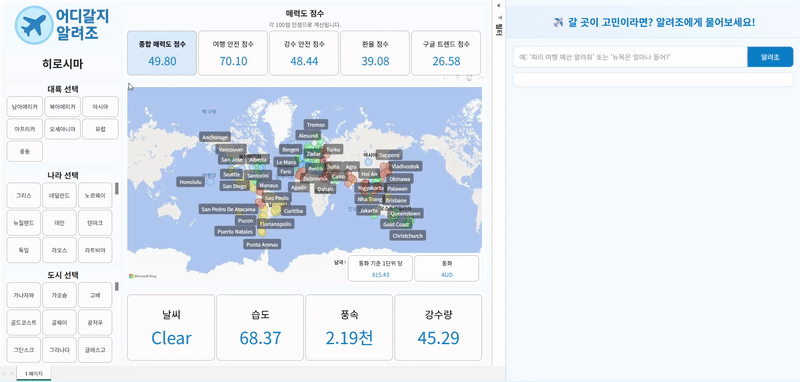 어디갈지
알려조
히로시마
대륙 선택
남아메리카
북아메리카
아시아
아프리카
오세아니아
유럽
중동
나라 선택
그리스
네덜란드
노르웨이
뉴질랜드
대만
덴마크
독일
라오스
라트비아
도시 선택
가나자와
가오슝
고베
골드코스트
골웨이
광저우
그단스크
그라나다
글래스고
매력도 점수
각 100점 만점으로 계산됩니다.
종합 매력도 점수
49.80
여행 안전 점수
70.10
강수 안전 점수
48.44
환율 점수
39.08
구글 트렌드 점수
26.58
Tromso
Alesund
Anchorage
Bergen
Turku
Vancouver
Zadar
San Jose
Alberta
Le Mans
Sofia
Agra
아시아
Sapporo
Vladivostok
Seattle
Santorini
Faro
Dubrovnik
Cairo
Hoi An
Okinawa
Honolulu
San Diego
Manaus
Agadir
Dahab
Yogyakarta
Palawan
Sao Paulo
Nha Trang
Brisbane
San Pedro De Atacama
Curitiba
Jakarta
Queenstown
Pucon
Florianopolis
Gold Coast
Puerto Natales
Christchurch
Punta Arenas
Microsoft Bing
통화 기준 1단위 당
815.43
통화
AUD
날씨
Clear
습도
68.37
풍속
2.19천
강수량
45.29
1 페이지
필터
갈 곳이 고민이라면? 알려조에게 물어보세요!
예: '파리 여행 예산 알려줘' 또는 '뉴욕은 얼마나 들어?'
알려조